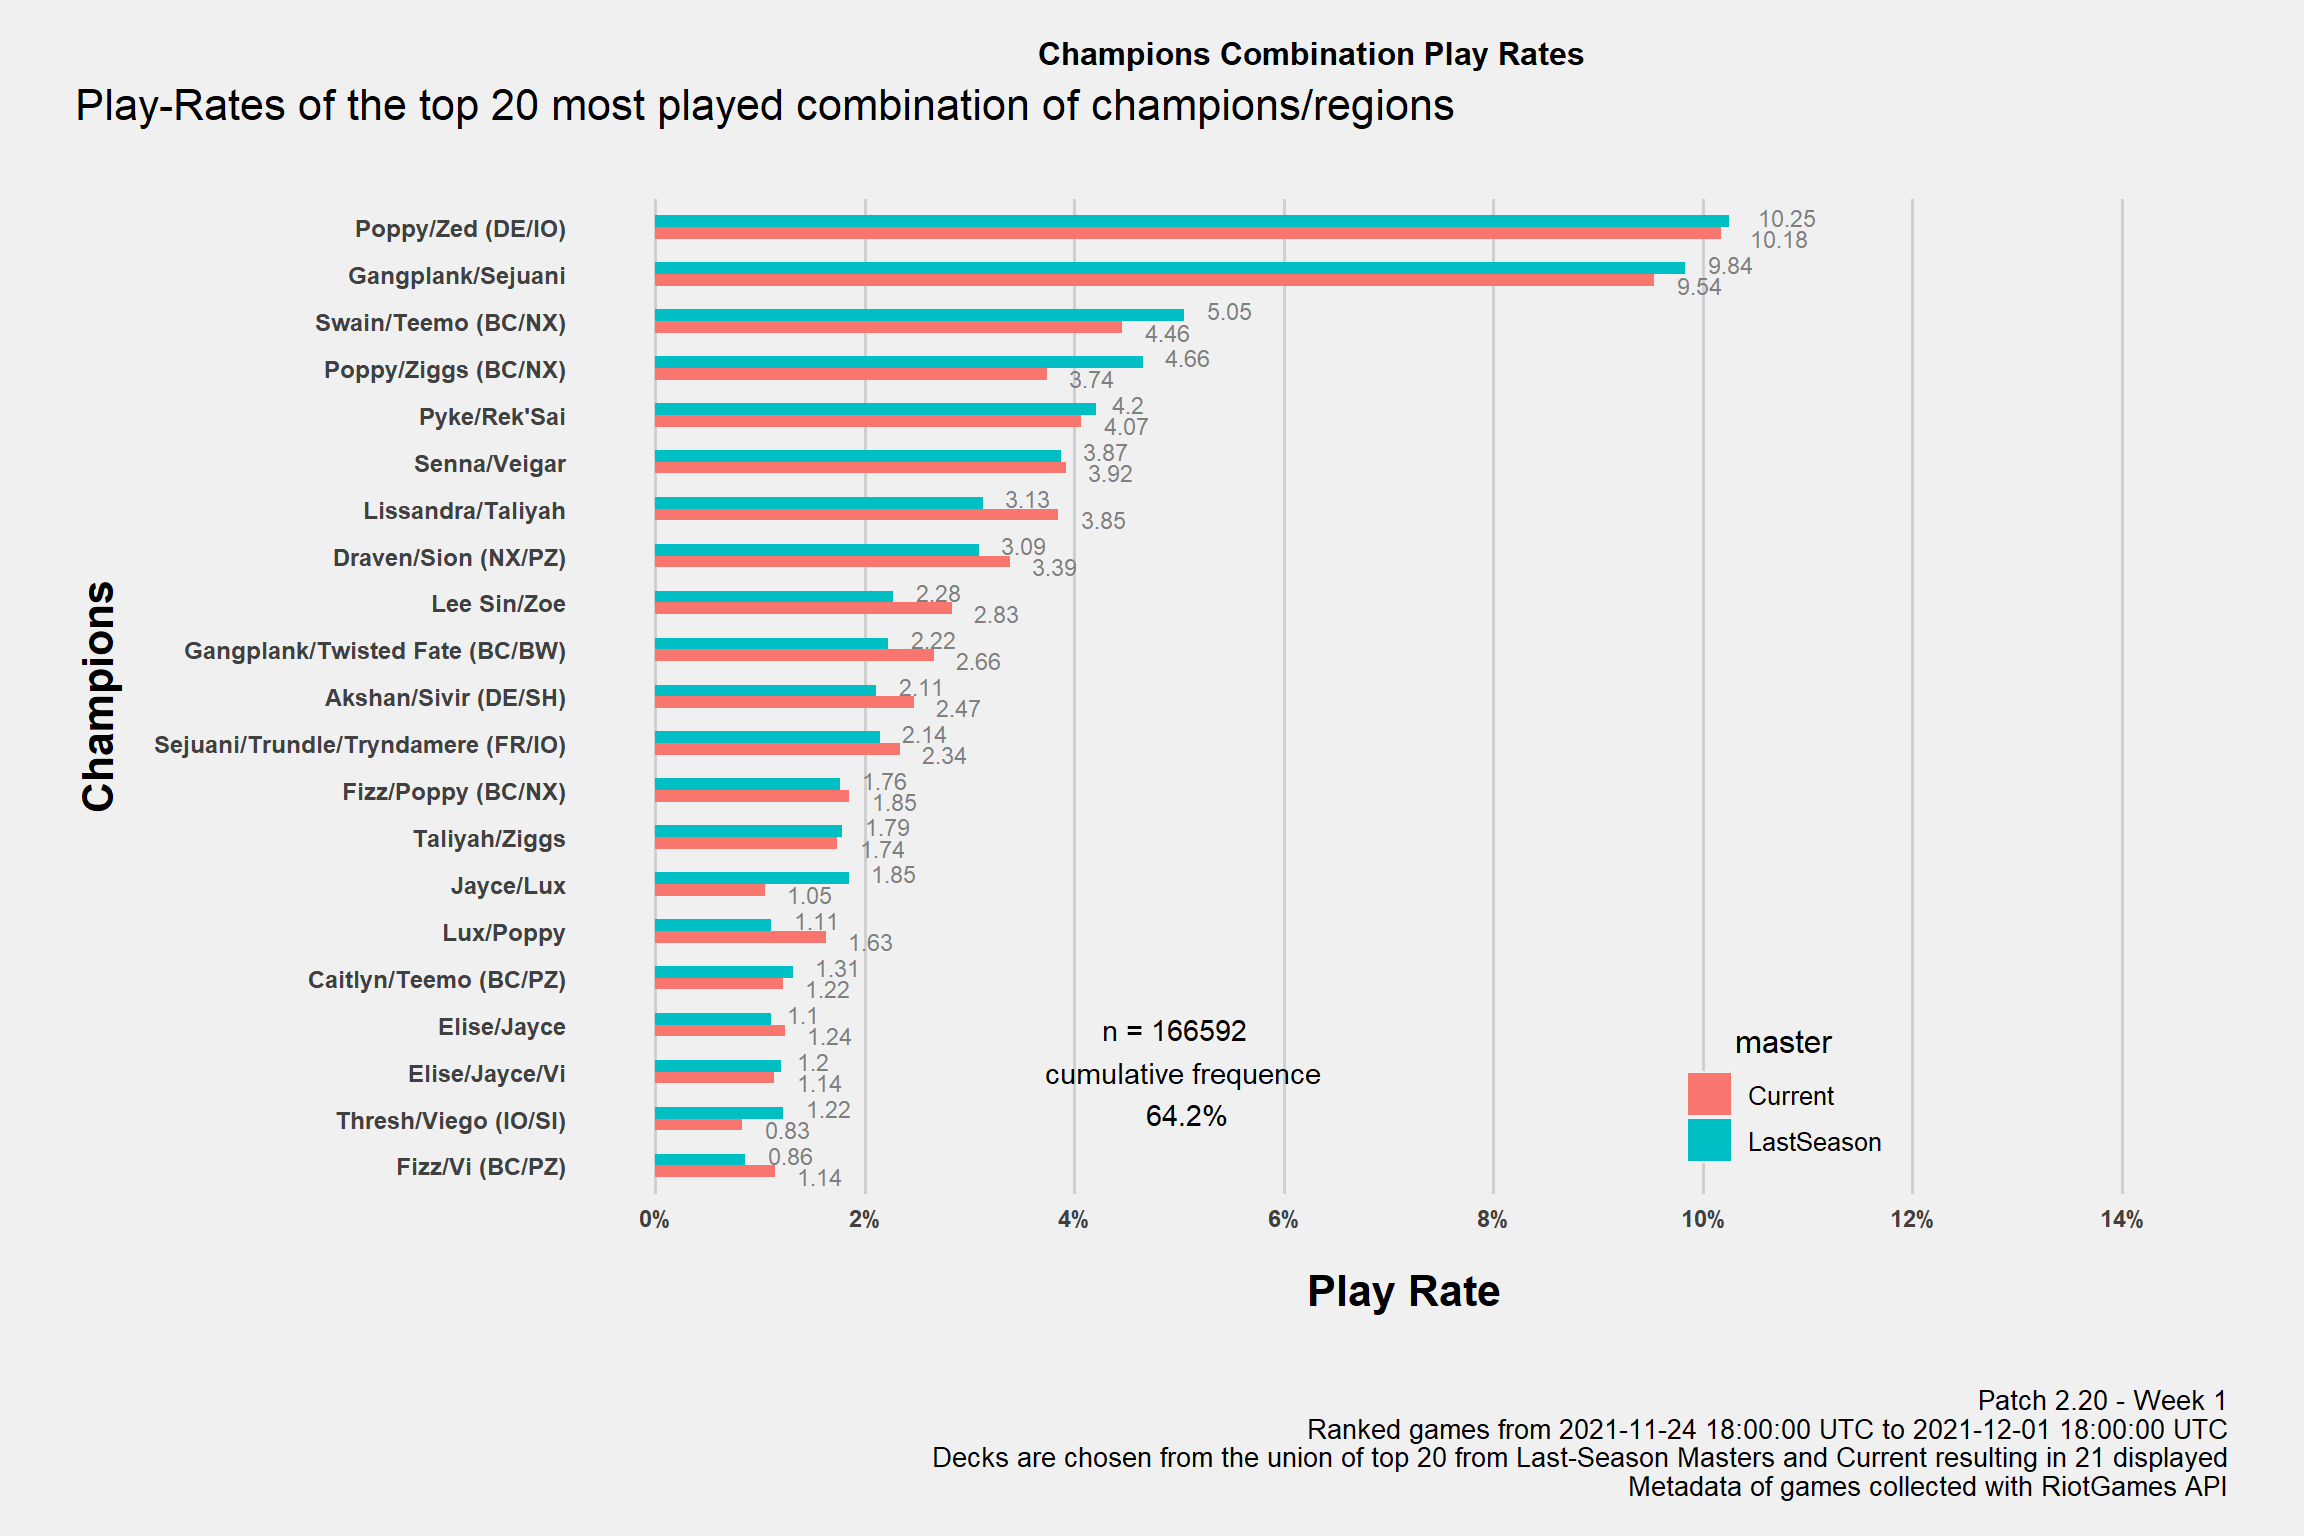 Champions Combination Play Rates
Play-Rates of the top 20 most played combination of champions/regions
Champions
Poppy/Zed (DE/IO)
10.25
10.18
Gangplank/Sejuani
9.84
9.54
Swain/Teemo (BC/NX)
5.05
4.46
Poppy/Ziggs (BC/NX)
4.66
3.74
Pyke/Rek'Sai
4.2
4.07
Senna/Veigar
3.87
3.92
Lissandra/Taliyah
3.13
3.85
Draven/Sion (NX/PZ)
3.09
3.39
Lee Sin/Zoe
2.28
2.83
Gangplank/Twisted Fate (BC/BW)
2.22
2.66
Akshan/Sivir (DE/SH)
2.11
2.47
Sejuani/Trundle/Tryndamere (FR/IO)
2.14
2.34
Fizz/Poppy (BC/NX)
1.76
1.85
Taliyah/Ziggs
1.79
1.74
Jayce/Lux
1.85
1.05
Lux/Poppy
1.11
1.63
Caitlyn/Teemo (BC/PZ)
1.31
1.22
Elise/Jayce
1.1
1.24
Elise/Jayce/Vi
1.2
1.14
Thresh/Viego (IO/SI)
1.22
0.83
Fizz/Vi (BC/PZ)
0.86
1.14
n = 166592
cumulative frequence
64.2%
master
Current
LastSeason
0% 2% 4% 6% 8% 10% 12% 14%
Play Rate
Patch 2.20 - Week 1
Ranked games from 2021-11-24 18:00:00 UTC to 2021-12-01 18:00:00 UTC
Decks are chosen from the union of top 20 from Last-Season Masters and Current resulting in 21 displayed
Metadata of games collected with RiotGames API